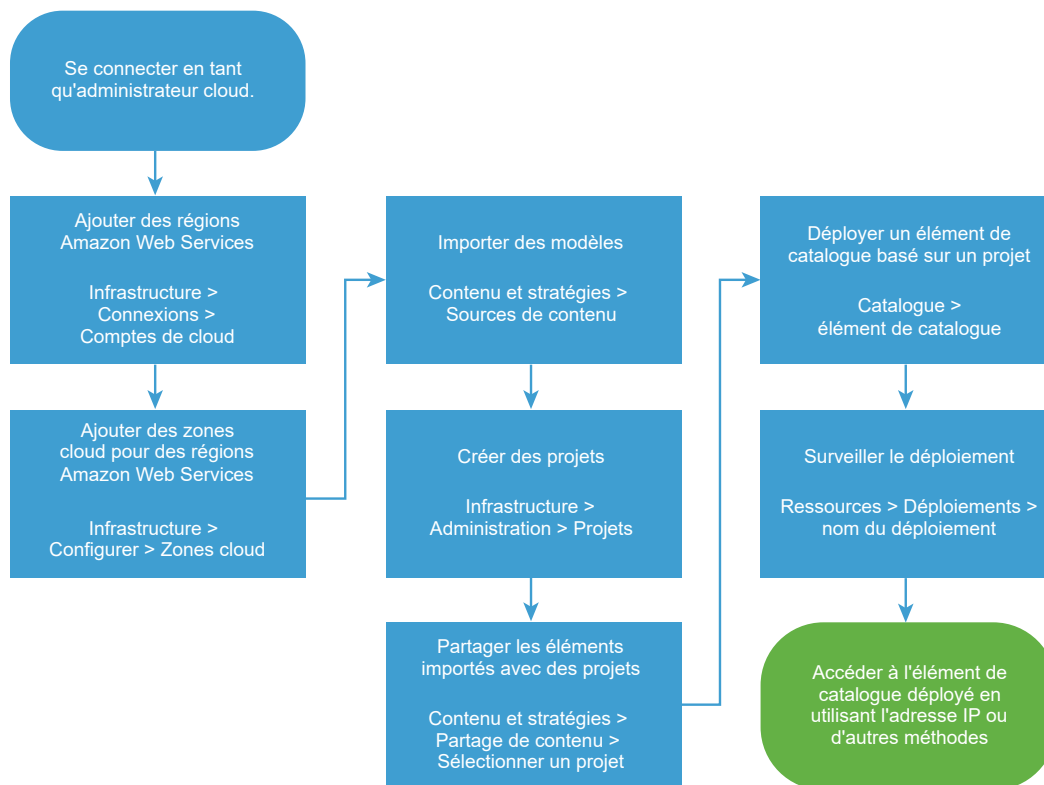 Se connecter en tant
qu'administrateur cloud.
Ajouter des régions
Amazon Web Services
Infrastructure >
Connexions >
Comptes de cloud
Ajouter des zones
cloud pour des régions
Amazon Web Services
Infrastructure >
Configurer > Zones cloud
Importer des modèles
Contenu et stratégies >
Sources de contenu
Créer des projets
Infrastructure >
Administration > Projets
Partager les éléments
importés avec des projets
Contenu et stratégies >
Partage de contenu >
Sélectionner un projet
Déployer un élément de
catalogue basé sur un projet
Catalogue >
élément de catalogue
Surveiller le déploiement
Ressources > Déploiements >
nom du déploiement
Accéder à l'élément de
catalogue déployé en
utilisant l'adresse IP ou
d'autres méthodes